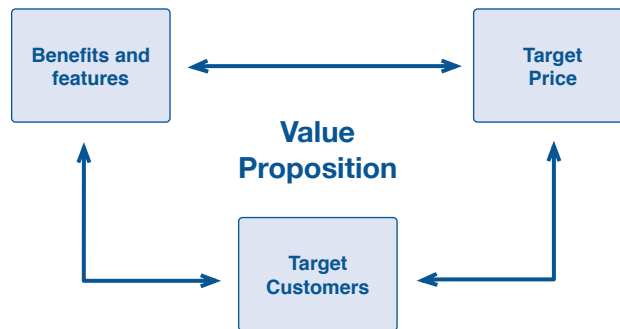 Benefits and
features
Target
Price
Value
Proposition
Target
Customers